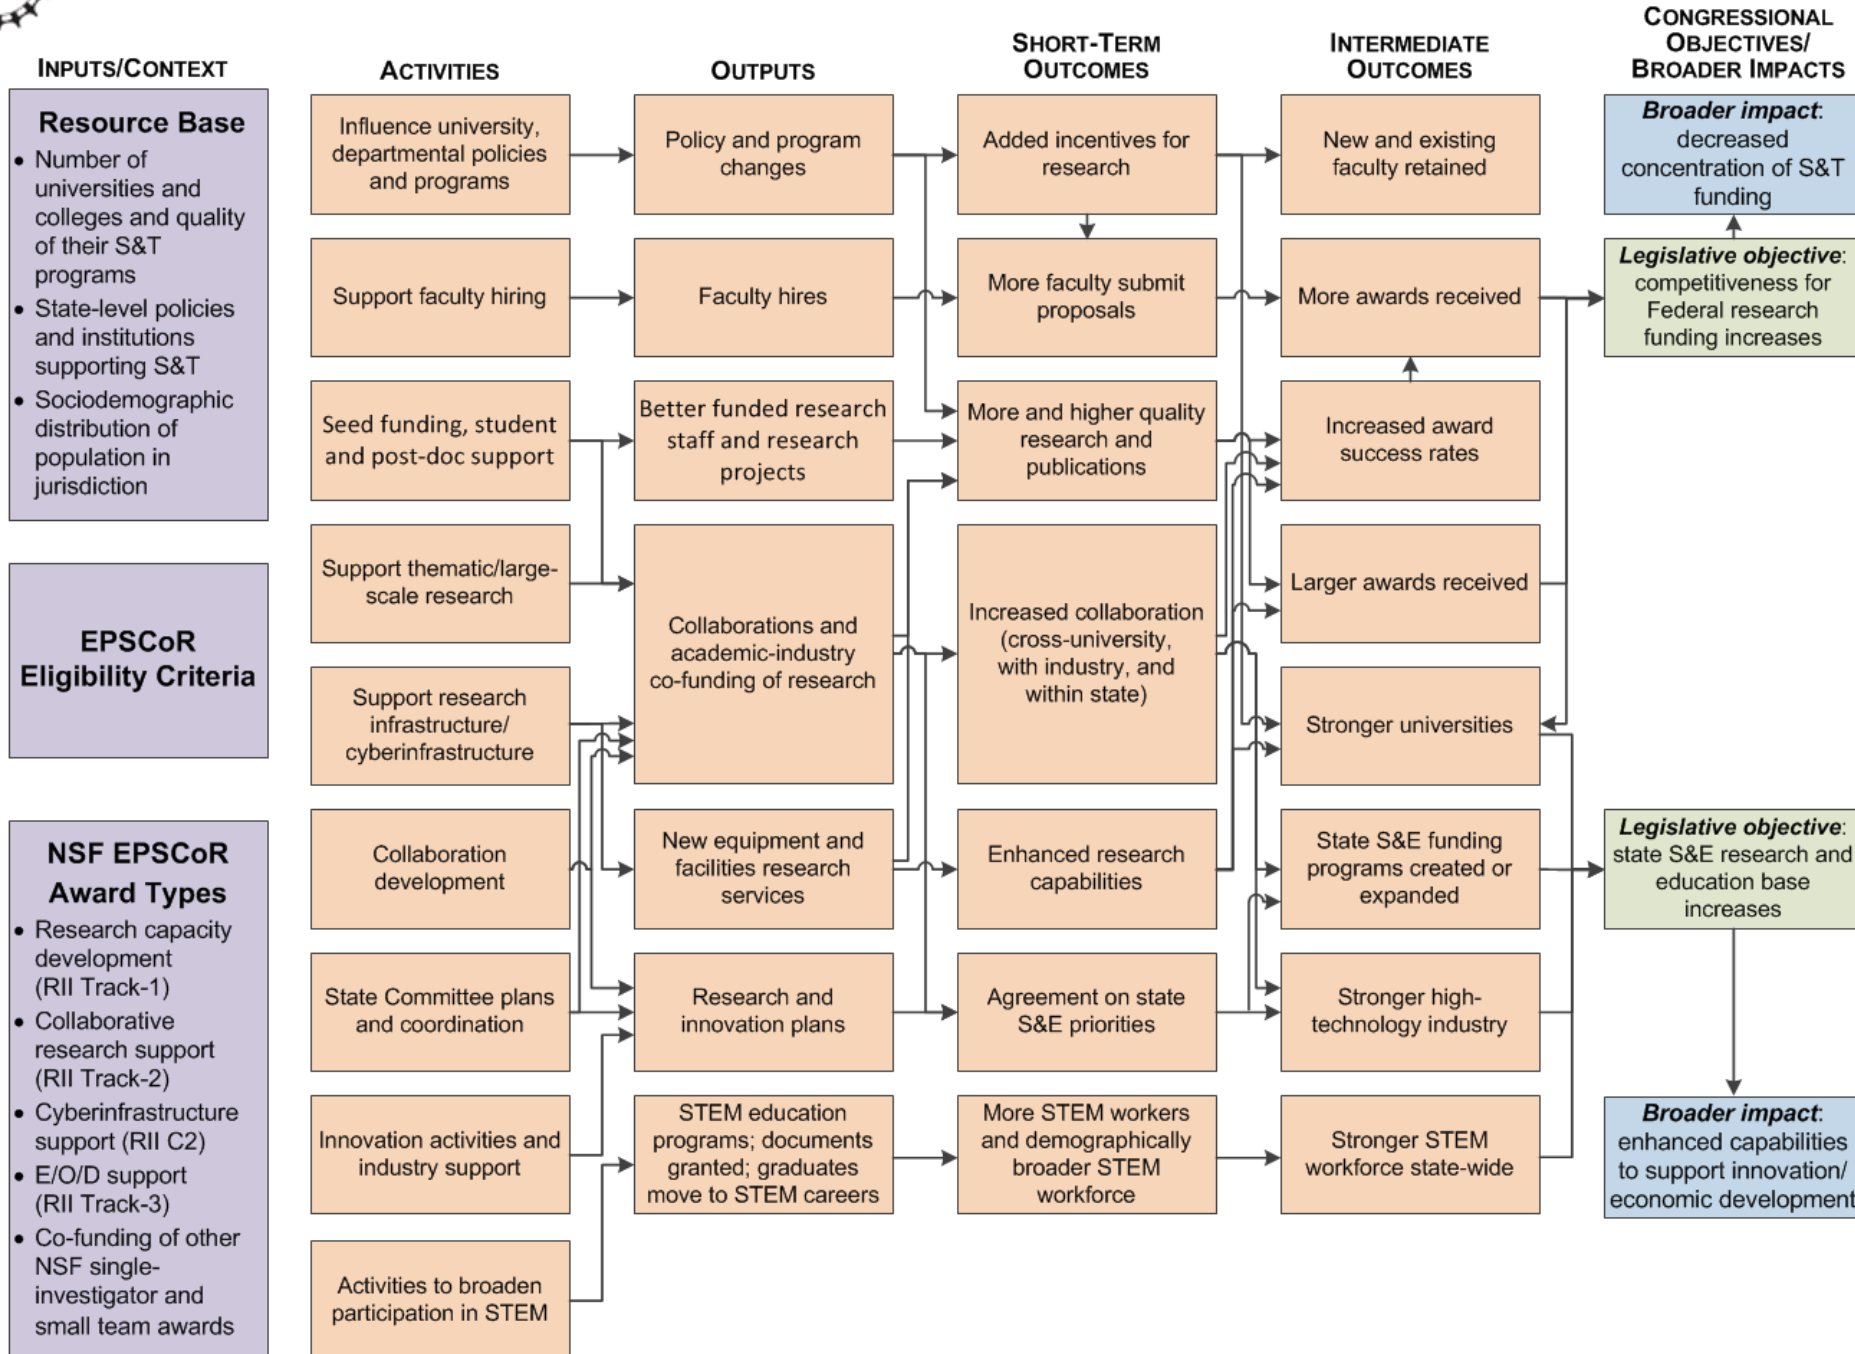 INPUTS/CONTEXT
Resource Base
• Number of
universities and
colleges and quality
of their S&T
programs
• State-level policies
and institutions
supporting S&T
• Sociodemographic
distribution of
population in
jurisdiction
EPSCoR
Eligibility Criteria
NSF EPSCoR
Award Types
• Research capacity
development
(RII Track-1)
• Collaborative
research support
(RII Track-2)
• Cyberinfrastructure
support (RII C2)
• E/O/D support
(RII Track-3)
• Co-funding of other
NSF single-
investigator and
small team awards
ACTIVITIES
Influence university,
departmental policies
and programs
Support faculty hiring
Seed funding, student
and post-doc support
Support thematic/large-
scale research
Support research
infrastructure/
cyberinfrastructure
Collaboration
development
State Committee plans
and coordination
Innovation activities and
industry support
Activities to broaden
participation in STEM
OUTPUTS
Policy and program
changes
Faculty hires
Better funded research
staff and research
projects
Collaborations and
academic-industry
co-funding of research
New equipment and
facilities research
services
Research and
innovation plans
STEM education
programs; documents
granted; graduates
move to STEM careers
SHORT-TERM
OUTCOMES
Added incentives for
research
More faculty submit
proposals
More and higher quality
research and
publications
Increased collaboration
(cross-university,
with industry, and
within state)
Enhanced research
capabilities
Agreement on state
S&E priorities
More STEM workers
and demographically
broader STEM
workforce
INTERMEDIATE
OUTCOMES
New and existing
faculty retained
More awards received
Increased award
success rates
Larger awards received
Stronger universities
State S&E funding
programs created or
expanded
Stronger high-
technology industry
Stronger STEM
workforce state-wide
CONGRESSIONAL
OBJECTIVES/
BROADER IMPACTS
Broader impact:
decreased
concentration of S&T
funding
Legislative objective:
competitiveness for
Federal research
funding increases
Legislative objective:
state S&E research and
education base
increases
Broader impact:
enhanced capabilities
to support innovation/
economic development